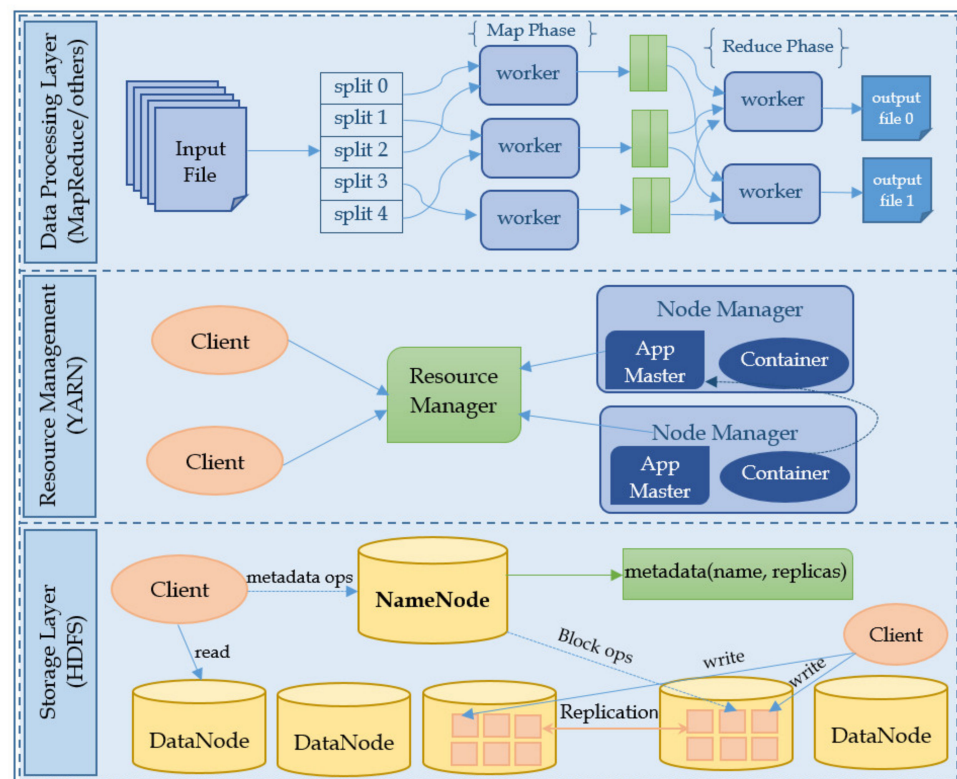 Data Processing Layer
(MapReduce/others)
{ Map Phase }
{ Reduce Phase }
Input
File
split 0
split 1
split 2
split 3
split 4
worker
worker
worker
worker
worker
output
file 0
output
file 1
Resource Management
(YARN)
Client
Client
Resource
Manager
Node Manager
App
Master
Container
Node Manager
App
Master
Container
Storage Layer
(HDFS)
Client
metadata ops
NameNode
metadata(name, replicas)
Client
read
Block ops
write
write
DataNode
DataNode
Replication
DataNode